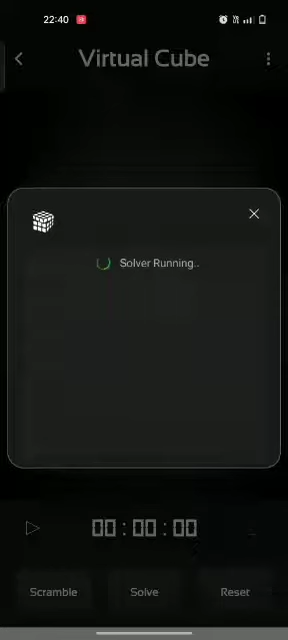 22:40
Virtual Cube
Solver Running..
00:00:00
Scramble
Solve
Reset